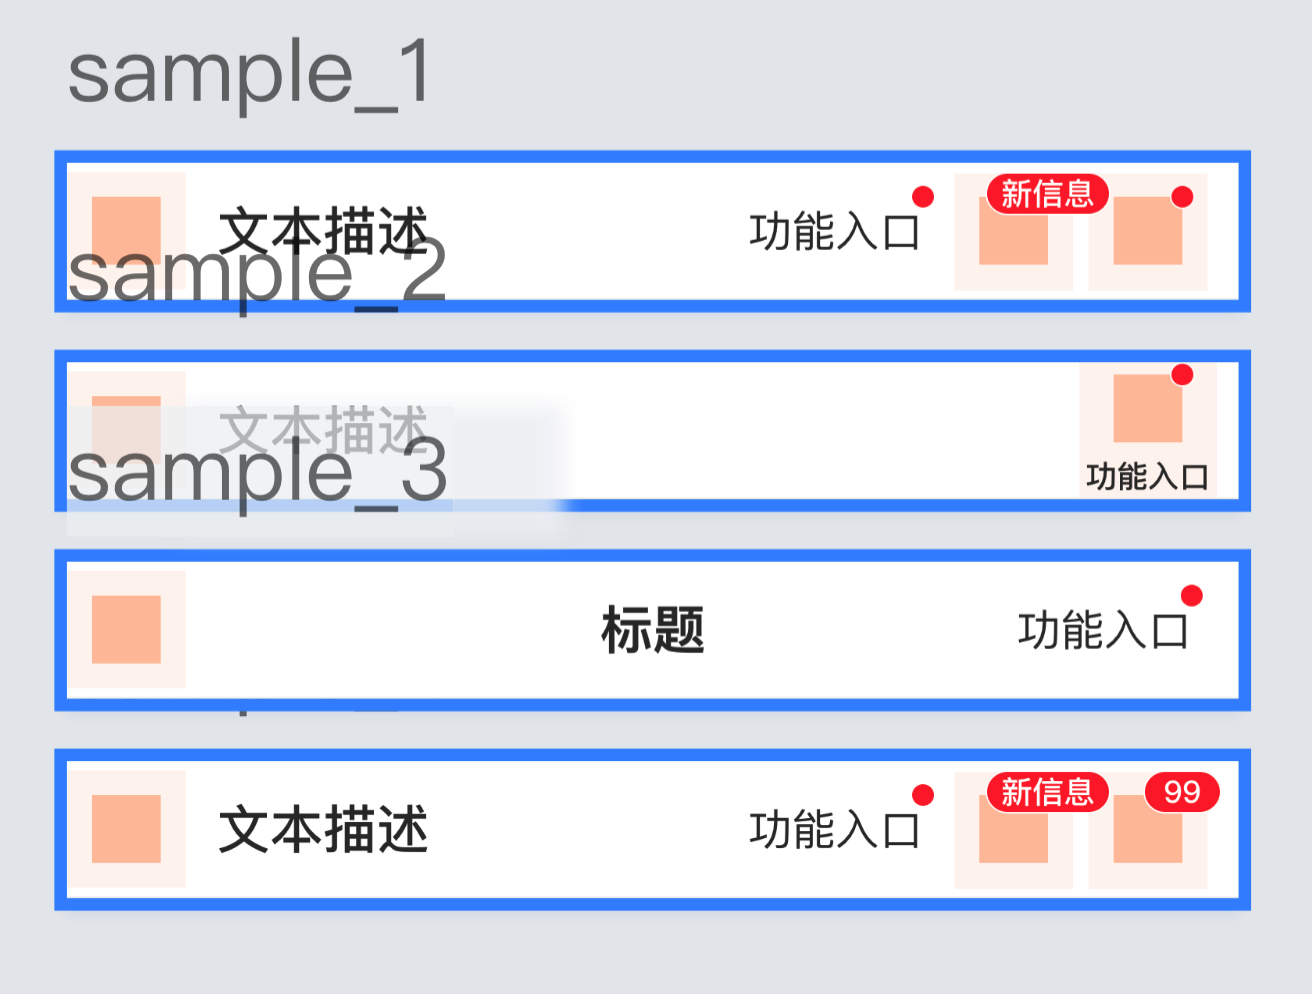 sample_1
文本描述 功能入口 新信息
sample_2
文本描述
功能入口
sample_3
标题 功能入口
文本描述 功能入口 新信息 99